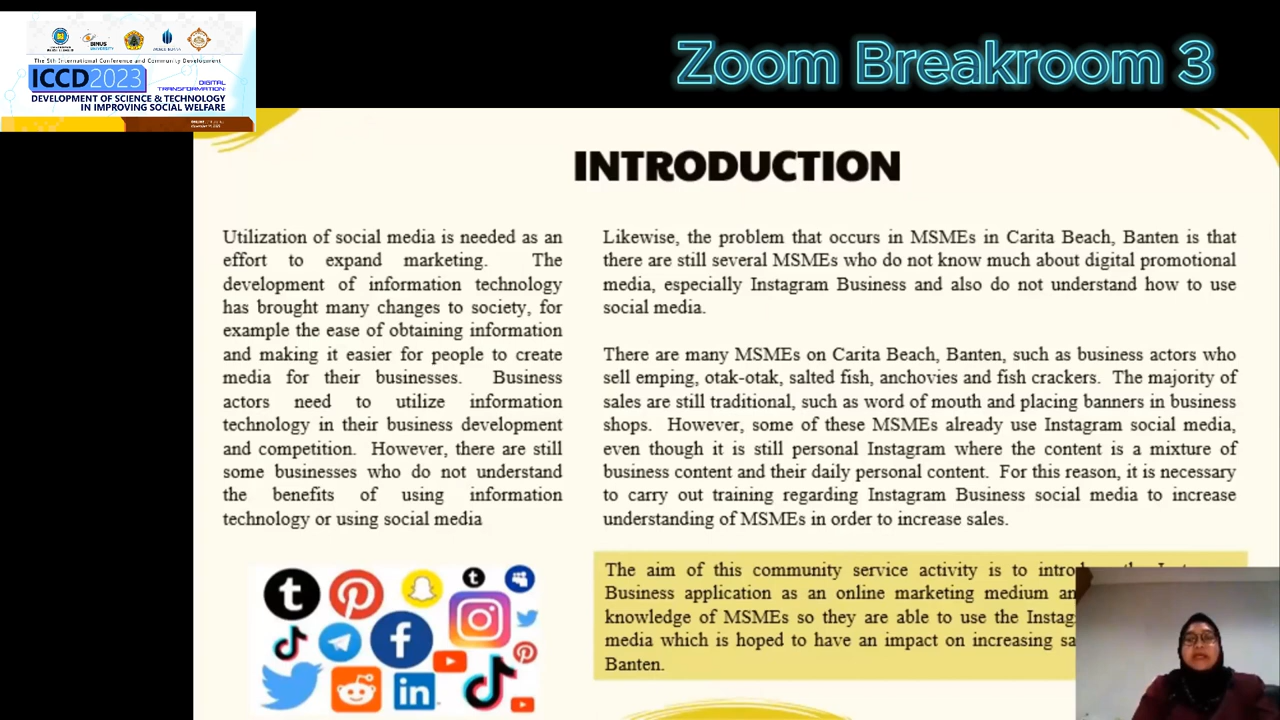 BINUS
UNIVERSITY
The 5th International Conference and Community Development
ICCD2023
DIGITAL
TRANSFORMATION:
DEVELOPMENT OF SCIENCE & TECHNOLOGY
IN IMPROVING SOCIAL WELFARE
Zoom Breakroom 3
INTRODUCTION
Utilization of social media is needed as an
effort to expand marketing. The
development of information technology
has brought many changes to society, for
example the ease of obtaining information
and making it easier for people to create
media for their businesses. Business
actors need to utilize information
technology in their business development
and competition. However, there are still
some businesses who do not understand
the benefits of using information
technology or using social media
Likewise, the problem that occurs in MSMEs in Carita Beach, Banten is that
there are still several MSMEs who do not know much about digital promotional
media, especially Instagram Business and also do not understand how to use
social media.
There are many MSMEs on Carita Beach, Banten, such as business actors who
sell emping, otak-otak, salted fish, anchovies and fish crackers. The majority of
sales are still traditional, such as word of mouth and placing banners in business
shops. However, some of these MSMEs already use Instagram social media,
even though it is still personal Instagram where the content is a mixture of
business content and their daily personal content. For this reason, it is necessary
to carry out training regarding Instagram Business social media to increase
understanding of MSMEs in order to increase sales.
The aim of this community service activity is to
Business application as an online marketing medium
knowledge of MSMEs so they are able to use the
media which is hoped to have an impact on increasing
Banten.